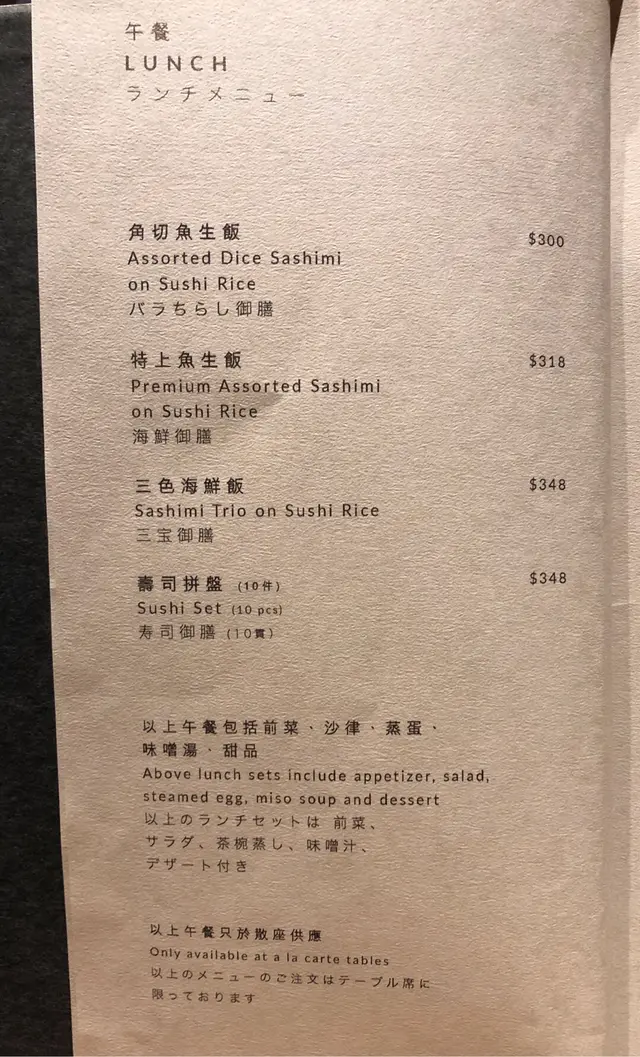 午餐
LUNCH
ランチメニュー
角切魚生飯
$300
Assorted Dice Sashimi
on Sushi Rice
バラちらし御膳
特上魚生飯
$318
Premium Assorted Sashimi
on Sushi Rice
海鮮御膳
三色海鮮飯
$348
Sashimi Trio on Sushi Rice
三宝御膳
壽司拼盤 (10件)
$348
Sushi Set (10 pcs)
寿司御膳 (10貫)
以上午餐包括前菜、沙律、蒸蛋、
味噌湯、甜品
Above lunch sets include appetizer, salad,
steamed egg, miso soup and dessert
以上のランチセットは 前菜、
サラダ、茶椀蒸し、味噌汁、
デザート付き
以上午餐只於散座供應
Only available at a la carte tables
以上のメニューのご注文はテーブル席に
限っております